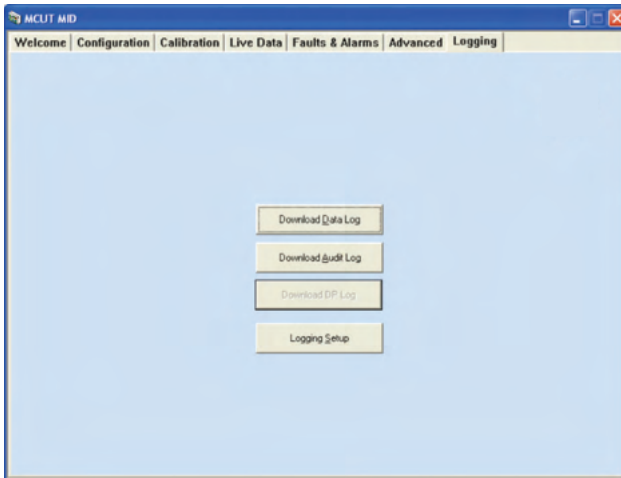 MCUT MID
Welcome Configuration Calibration Live Data Faults & Alarms Advanced Logging
Download Data Log
Download Audit Log
Download DP Log
Logging Setup